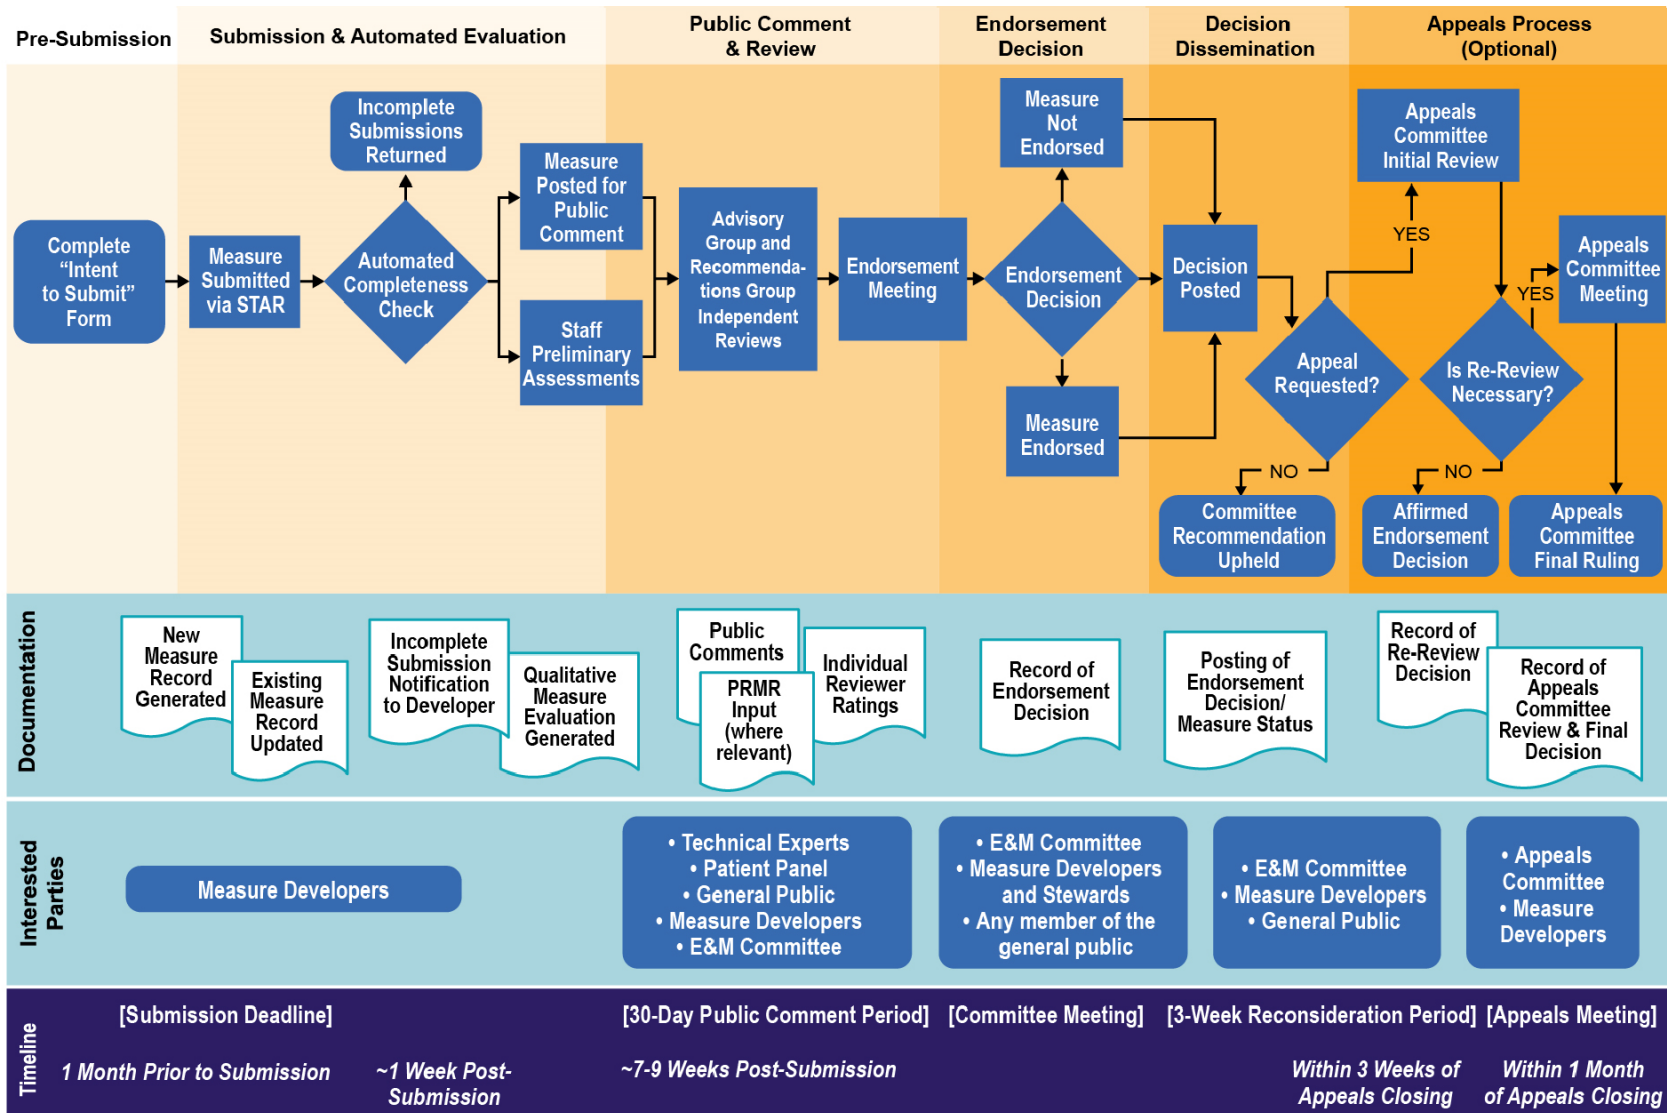 Pre-Submission
Submission & Automated Evaluation
Public Comment
& Review
Endorsement
Decision
Decision
Dissemination
Appeals Process
(Optional)
Complete
“Intent
to Submit”
Form
Measure
Submitted
via STAR
Incomplete
Submissions
Returned
Automated
Completeness
Check
Measure
Posted for
Public
Comment
Staff
Preliminary
Assessments
Advisory
Group and
Recommenda-
tions Group
Independent
Reviews
Endorsement
Meeting
Measure
Not
Endorsed
Endorsement
Decision
Measure
Endorsed
Decision
Posted
Appeal
Requested?
NO
Committee
Recommendation
Upheld
YES
Appeals
Committee
Initial Review
Is Re-Review
Necessary?
NO
Affirmed
Endorsement
Decision
YES
Appeals
Committee
Meeting
Appeals
Committee
Final Ruling
Documentation
New
Measure
Record
Generated
Existing
Measure
Record
Updated
Incomplete
Submission
Notification
to Developer
Qualitative
Measure
Evaluation
Generated
Public
Comments
PRMR
Input
(where
relevant)
Individual
Reviewer
Ratings
Record of
Endorsement
Decision
Posting of
Endorsement
Decision/
Measure Status
Record of
Re-Review
Decision
Record of
Appeals
Committee
Review & Final
Decision
Interested
Parties
Measure Developers
• Technical Experts
• Patient Panel
• General Public
• Measure Developers
• E&M Committee
• E&M Committee
• Measure Developers
and Stewards
• Any member of the
general public
• E&M Committee
• Measure Developers
• General Public
• Appeals
Committee
• Measure
Developers
Timeline
[Submission Deadline]
1 Month Prior to Submission
~1 Week Post-
Submission
[30-Day Public Comment Period]
~7-9 Weeks Post-Submission
[Committee Meeting]
[3-Week Reconsideration Period]
Within 3 Weeks of
Appeals Closing
[Appeals Meeting]
Within 1 Month
of Appeals Closing